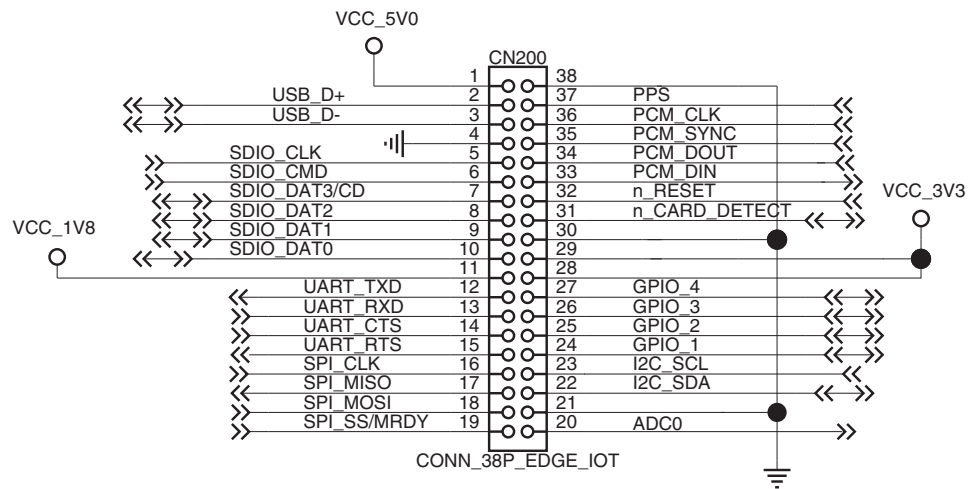 VCC_5V0
CN200
1 38
USB_D+ 2 37 PPS
USB_D- 3 36 PCM_CLK
4 35 PCM_SYNC
SDIO_CLK 5 34 PCM_DOUT
SDIO_CMD 6 33 PCM_DIN
SDIO_DAT3/CD 7 32 n_RESET
VCC_3V3
SDIO_DAT2 8 31 n_CARD_DETECT
VCC_1V8
SDIO_DAT1 9 30
SDIO_DAT0 10 29
11 28
UART_TXD 12 27 GPIO_4
UART_RXD 13 26 GPIO_3
UART_CTS 14 25 GPIO_2
UART_RTS 15 24 GPIO_1
SPI_CLK 16 23 I2C_SCL
SPI_MISO 17 22 I2C_SDA
SPI_MOSI 18 21
SPI_SS/MRDY 19 20 ADC0
CONN_38P_EDGE_IOT